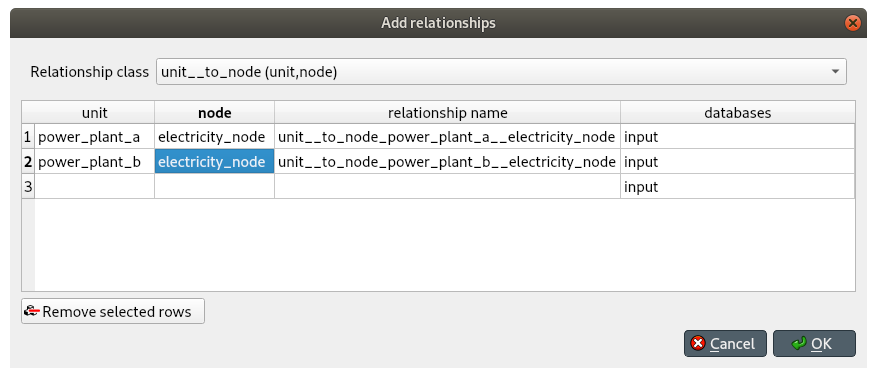 Add relationships
Relationship class unit__to_node (unit,node)
unit node relationship name databases
1 power_plant_a electricity_node unit__to_node_power_plant_a__electricity_node input
2 power_plant_b electricity_node unit__to_node_power_plant_b__electricity_node input
3 input
Remove selected rows
Cancel OK